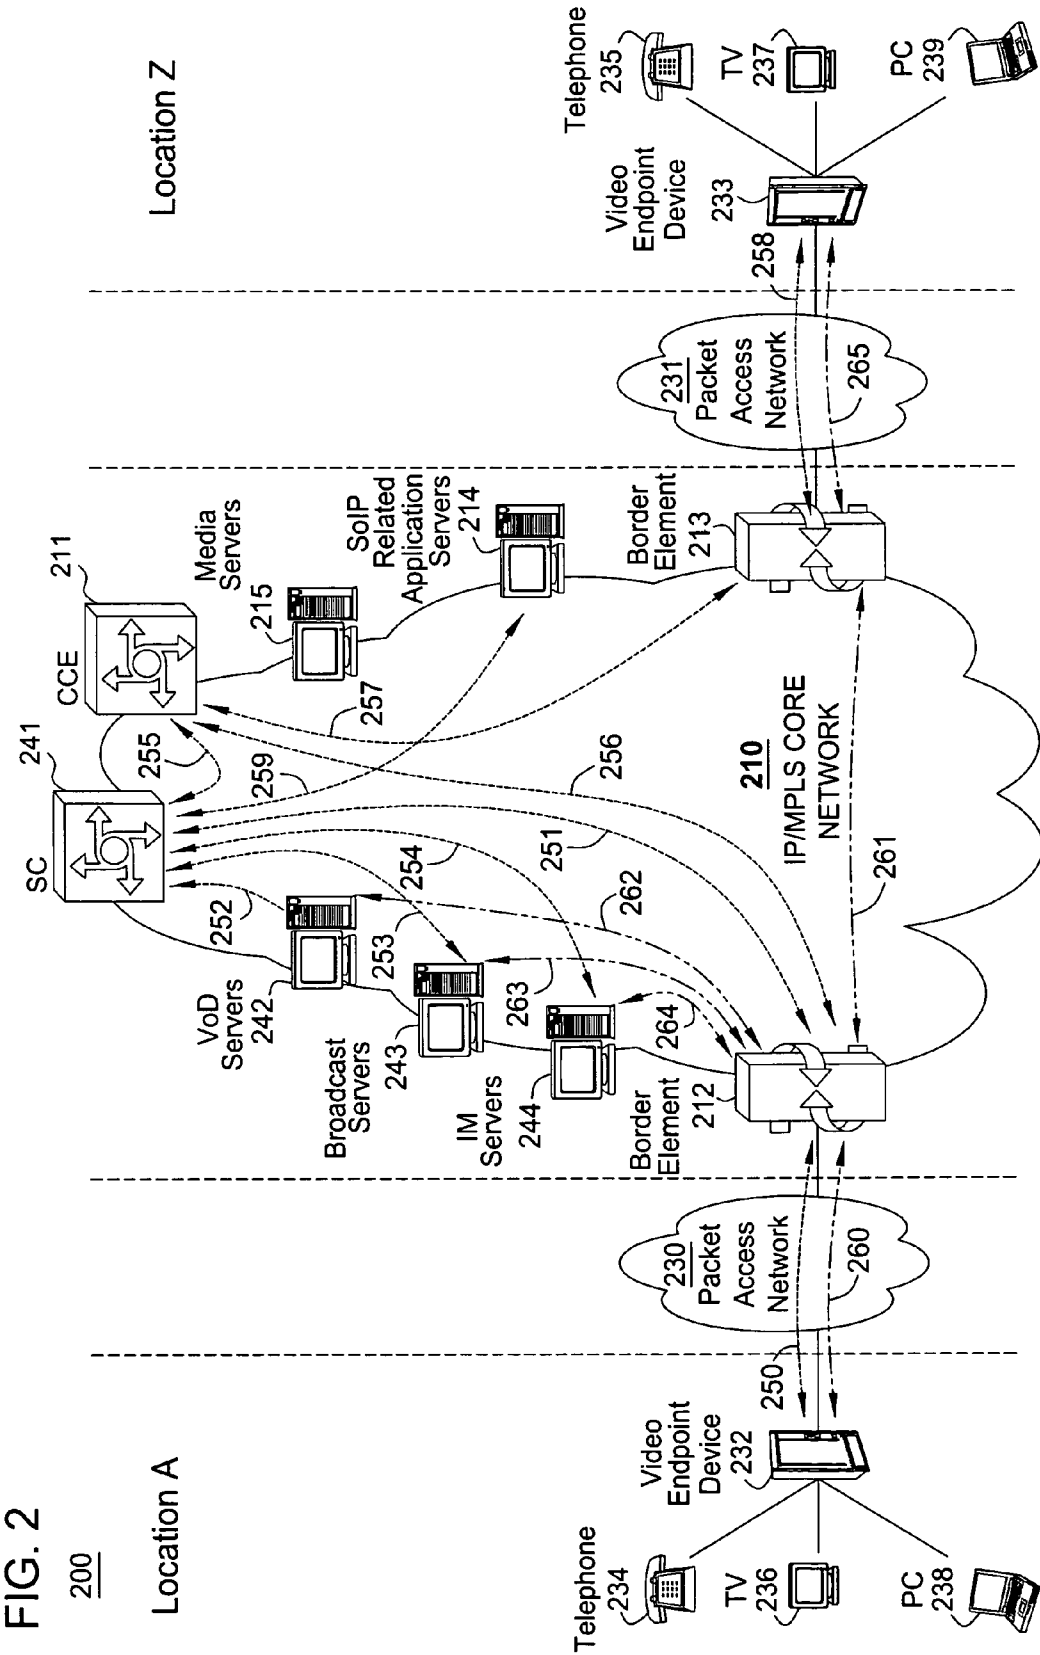 FIG. 2
200
Location A
Location Z
SC
241
CCE
211
255
252
259
257
Media
Servers
215
VoD
Servers
242
253
254
251
256
SoIP
Related
Application
Servers
214
Broadcast
Servers
243
262
263
IM
Servers
244
264
Border
Element
212
Border
Element
213
210
IP/MPLS CORE
NETWORK
261
230
Packet
Access
Network
250
260
231
Packet
Access
Network
258
265
Video
Endpoint
Device
232
Video
Endpoint
Device
233
Telephone
234
TV
236
PC
238
Telephone
235
TV
237
PC
239